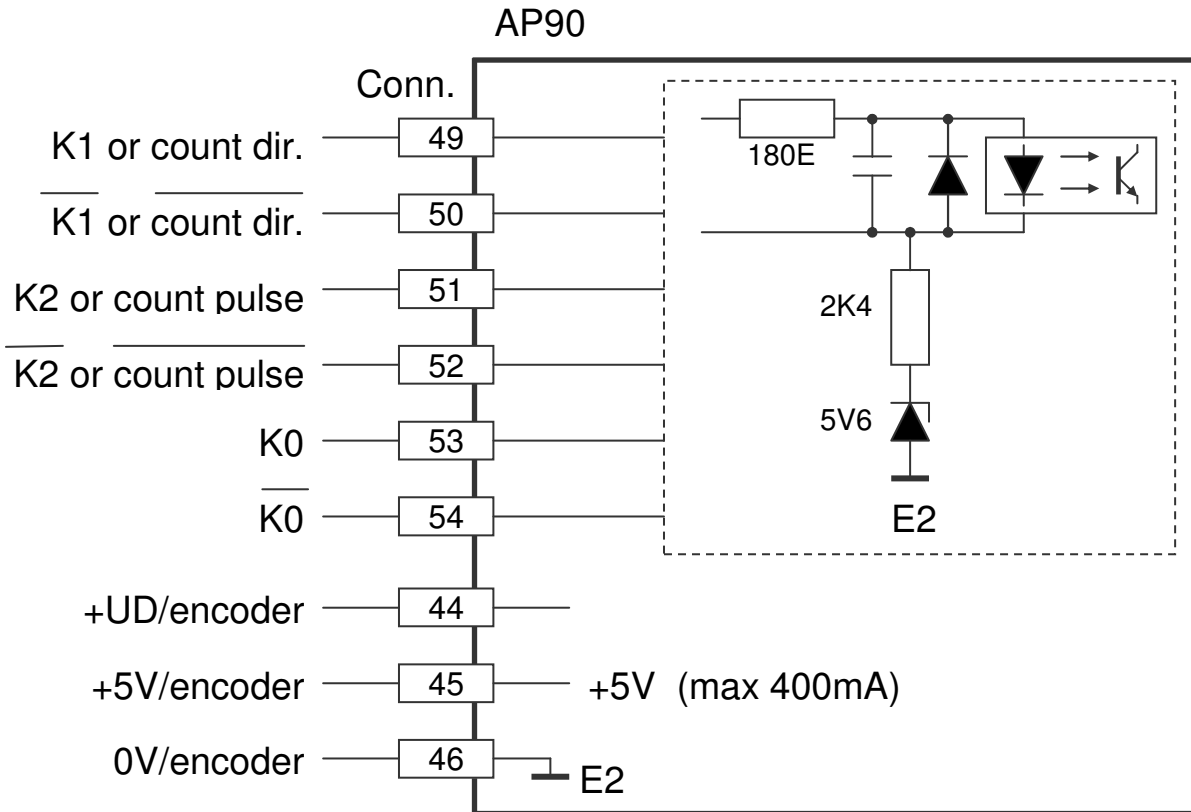 AP90
Conn.
K1 or count dir.
49
180E
K1 or count dir.
50
K2 or count pulse
51
2K4
K2 or count pulse
52
5V6
K0
53
K0
54
E2
+UD/encoder
44
+5V/encoder
45
+5V (max 400mA)
0V/encoder
46
E2